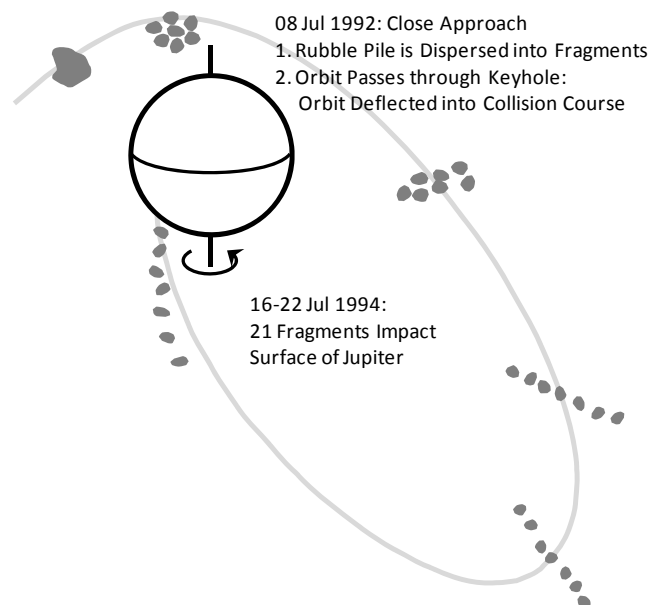 08 Jul 1992: Close Approach
1. Rubble Pile is Dispersed into Fragments
2. Orbit Passes through Keyhole:
Orbit Deflected into Collision Course
16-22 Jul 1994:
21 Fragments Impact
Surface of Jupiter